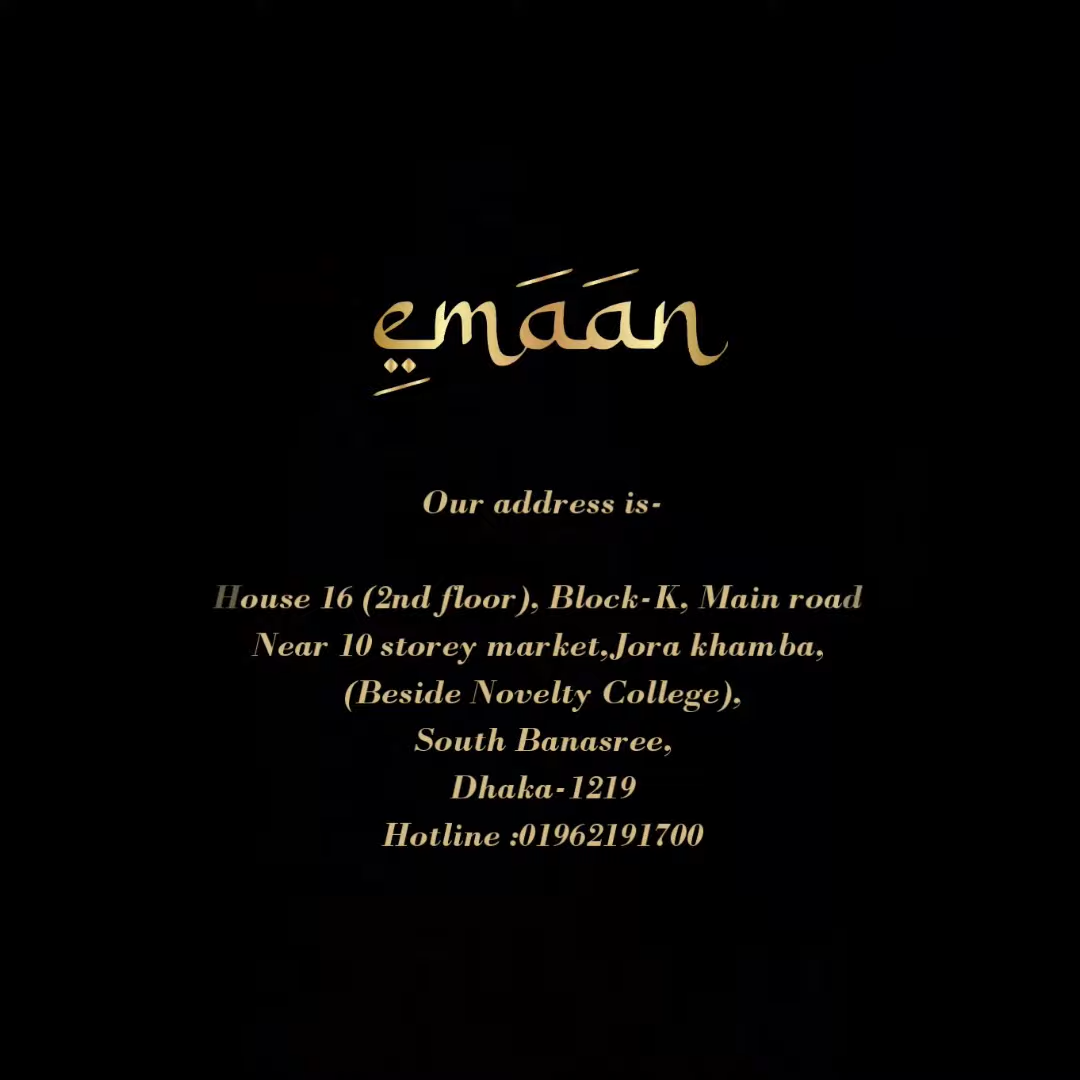 emaan
Our address is-
House 16 (2nd floor), Block-K, Main road
Near 10 storey market,Jora khamba,
(Beside Novelty College),
South Banasree,
Dhaka-1219
Hotline :01962191700